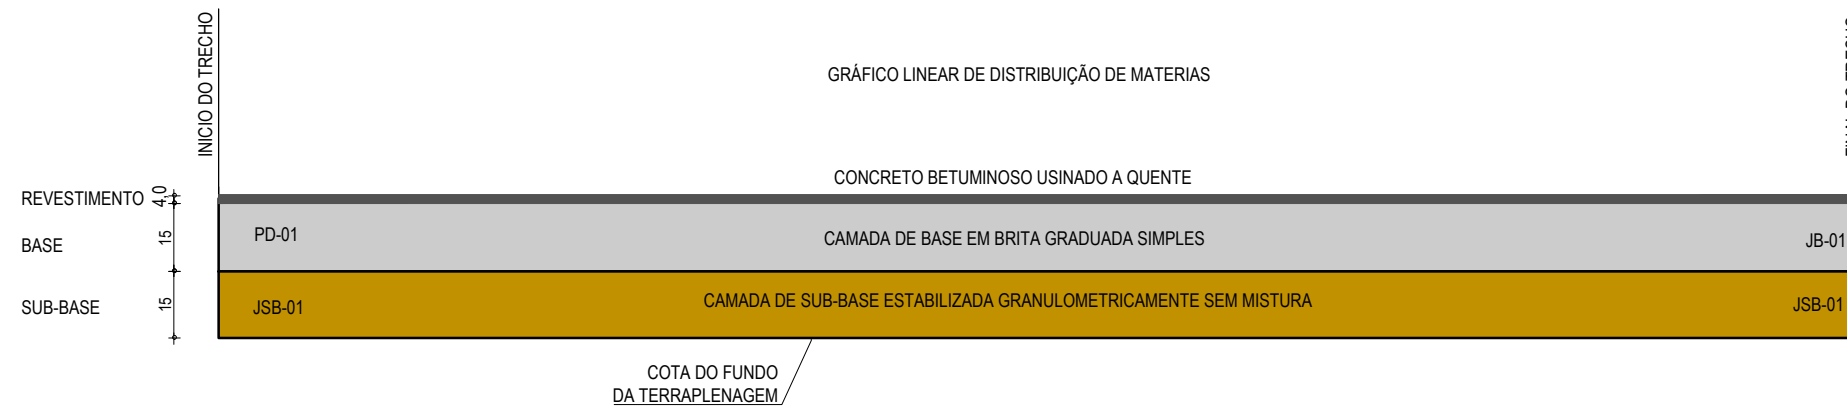 INICIO DO TRECHO
GRÁFICO LINEAR DE DISTRIBUIÇÃO DE MATERIAS
CONCRETO BETUMINOSO USINADO A QUENTE
REVESTIMENTO 4,0
BASE 15 PD-01 CAMADA DE BASE EM BRITA GRADUADA SIMPLES JB-01
SUB-BASE 15 JSB-01 CAMADA DE SUB-BASE ESTABILIZADA GRANULOMETRICAMENTE SEM MISTURA JSB-01
COTA DO FUNDO
DA TERRAPLENAGEM